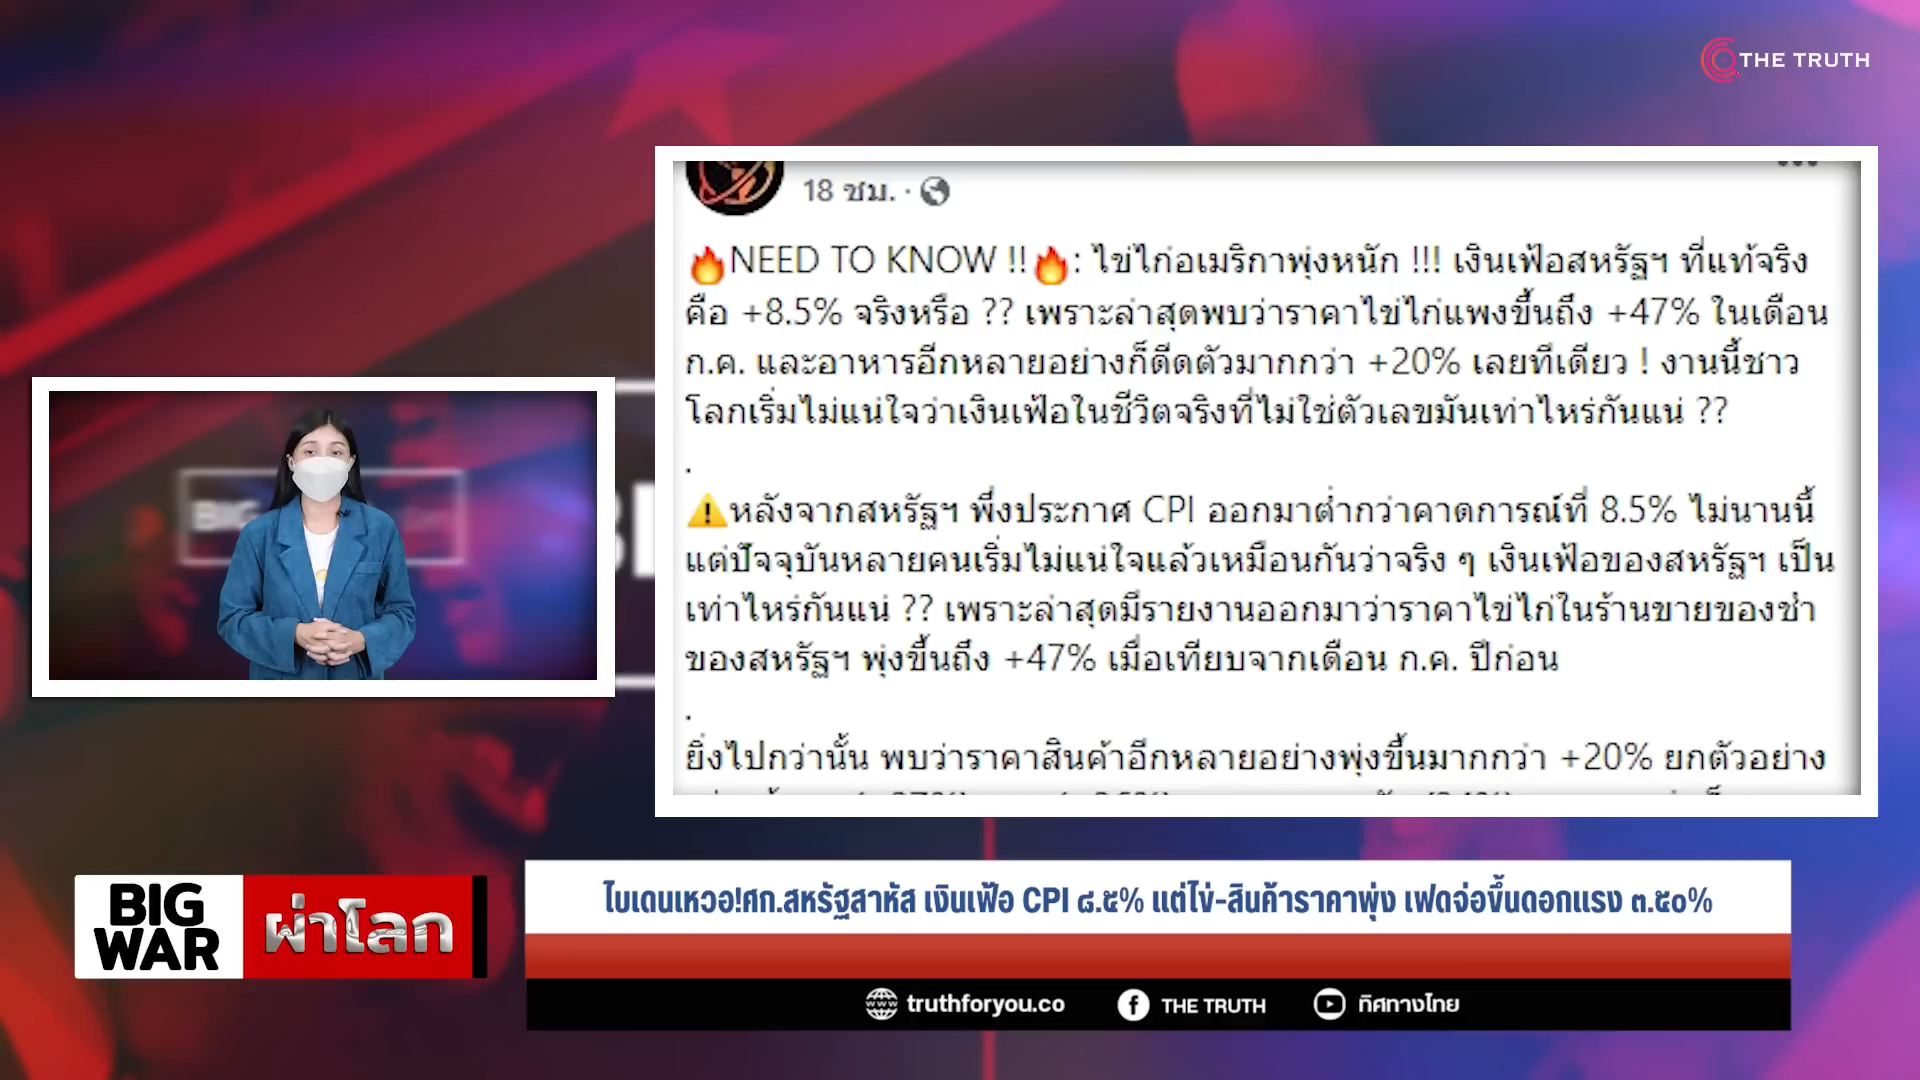 THE TRUTH
18 ชม. ·
🔥NEED TO KNOW !!🔥: ไข่ไก่อเมริกาพุ่งหนัก !!! เงินเฟ้อสหรัฐฯ ที่แท้จริง
คือ +8.5% จริงหรือ ?? เพราะล่าสุดพบว่าราคาไข่ไก่แพงขึ้นถึง +47% ในเดือน
ก.ค. และอาหารอีกหลายอย่างก็ดีดตัวมากกว่า +20% เลยทีเดียว ! งานนี้ชาว
โลกเริ่มไม่แน่ใจว่าเงินเฟ้อในชีวิตจริงที่ไม่ใช่ตัวเลขมันเท่าไหร่กันแน่ ??
.
⚠️หลังจากสหรัฐฯ พึ่งประกาศ CPI ออกมาต่ำกว่าคาดการณ์ที่ 8.5% ไม่นานนี้
แต่ปัจจุบันหลายคนเริ่มไม่แน่ใจแล้วเหมือนกันว่าจริง ๆ เงินเฟ้อของสหรัฐฯ เป็น
เท่าไหร่กันแน่ ?? เพราะล่าสุดมีรายงานออกมาว่าราคาไข่ไก่ในร้านขายของชำ
ของสหรัฐฯ พุ่งขึ้นถึง +47% เมื่อเทียบจากเดือน ก.ค. ปีก่อน
.
ยิ่งไปกว่านั้น พบว่าราคาสินค้าอีกหลายอย่างพุ่งขึ้นมากกว่า +20% ยกตัวอย่าง
BIG
BIG
WAR
ผ่าโลก
ไบเดนเหวอ!ศก.สหรัฐสาหัส เงินเฟ้อ CPI ๘.๕% แต่ไข่-สินค้าราคาพุ่ง เฟดจ่อขึ้นดอกแรง ๓.๕๐%
truthforyou.co
THE TRUTH
ทิศทางไทย